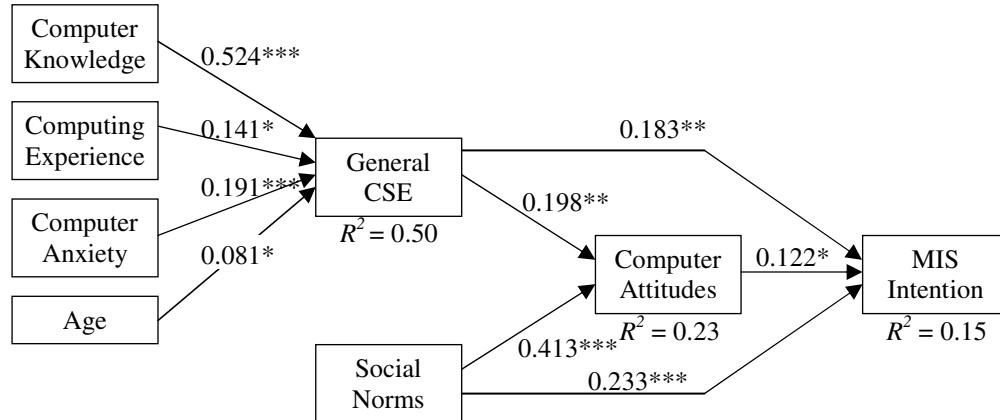 Computer
Knowledge
0.524***
Computing
Experience
0.141*
General
CSE
R² = 0.50
0.183**
0.191***
0.198**
Computer
Anxiety
0.081*
Computer
Attitudes
R² = 0.23
0.122*
MIS
Intention
R² = 0.15
Age
0.413***
Social
Norms
0.233***